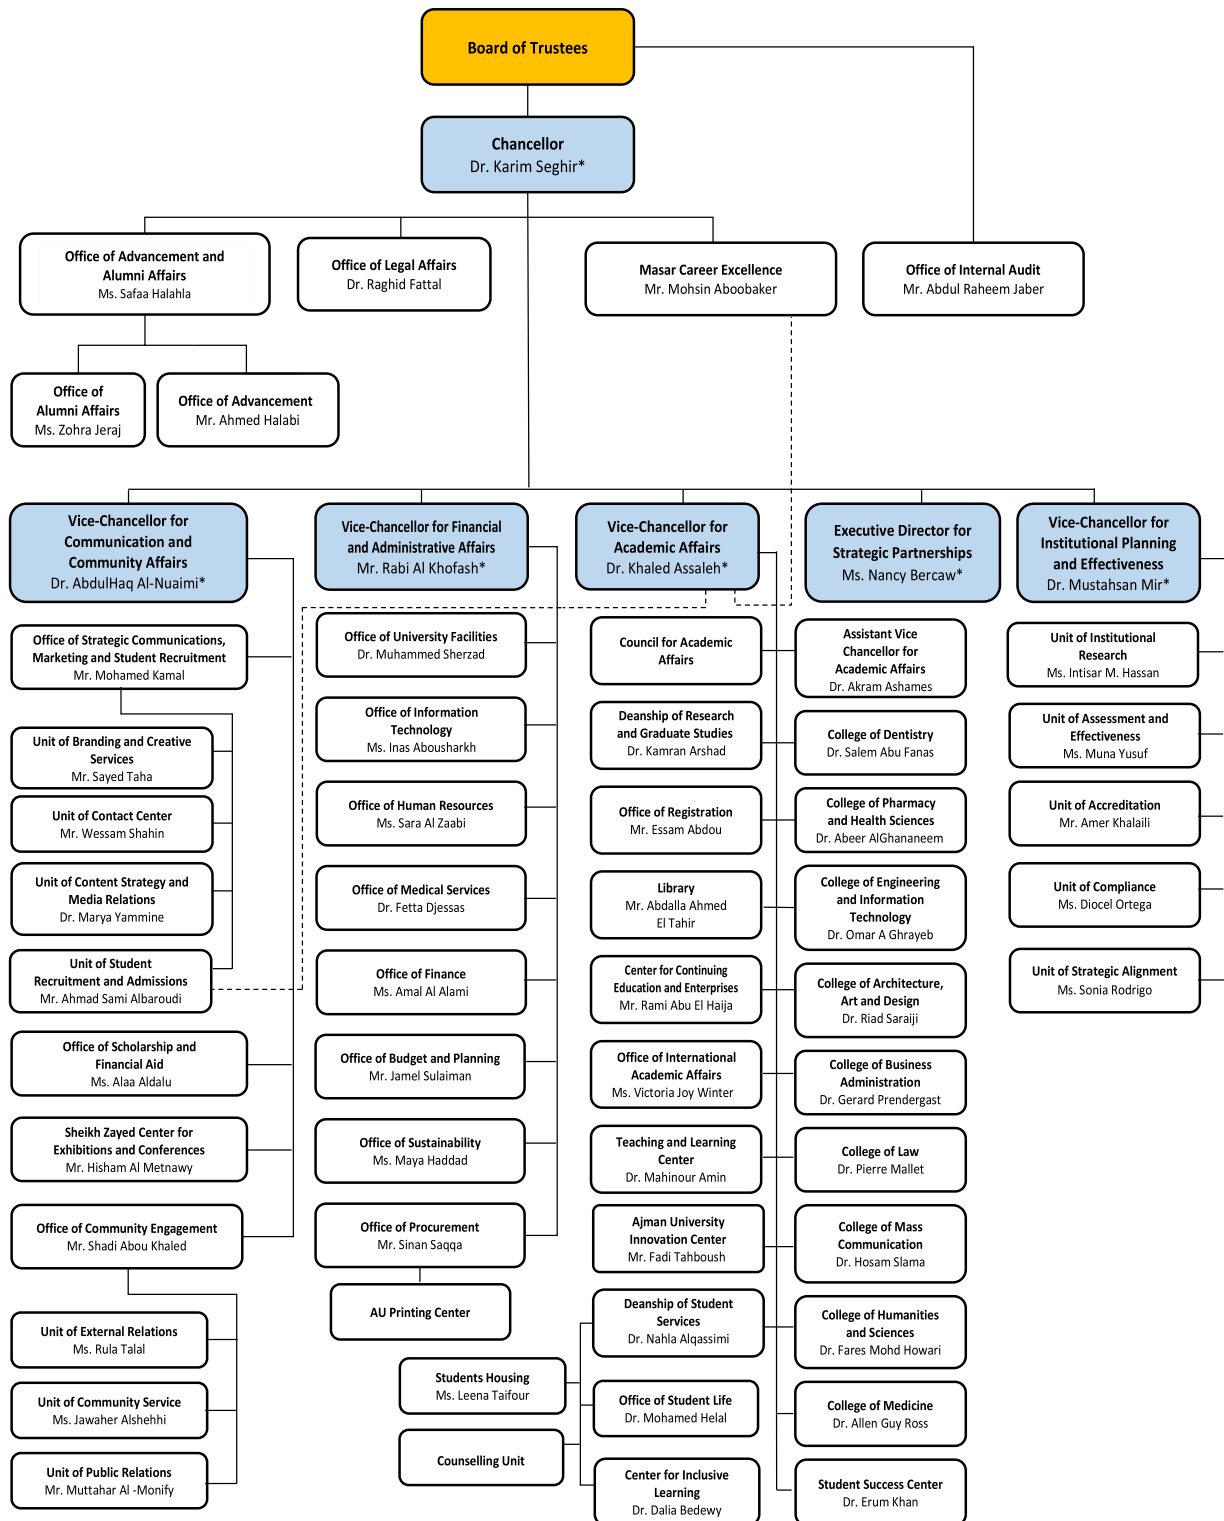 Board of Trustees
Chancellor
Dr. Karim Seghir*
Office of Advancement and
Alumni Affairs
Ms. Safaa Halahla
Office of Legal Affairs
Dr. Raghid Fattal
Masar Career Excellence
Mr. Mohsin Aboobaker
Office of Internal Audit
Mr. Abdul Raheem Jaber
Office of
Alumni Affairs
Ms. Zohra Jeraj
Office of Advancement
Mr. Ahmed Halabi
Vice-Chancellor for
Communication and
Community Affairs
Dr. AbdulHaq Al-Nuaimi*
Vice-Chancellor for Financial
and Administrative Affairs
Mr. Rabi Al Khofash*
Vice-Chancellor for
Academic Affairs
Dr. Khaled Assaleh*
Executive Director for
Strategic Partnerships
Ms. Nancy Bercaw*
Vice-Chancellor for
Institutional Planning
and Effectiveness
Dr. Mustahsan Mir*
Office of Strategic Communications,
Marketing and Student Recruitment
Mr. Mohamed Kamal
Unit of Branding and Creative
Services
Mr. Sayed Taha
Unit of Contact Center
Mr. Wessam Shahin
Unit of Content Strategy and
Media Relations
Dr. Marya Yammine
Unit of Student
Recruitment and Admissions
Mr. Ahmad Sami Albaroudi
Office of Scholarship and
Financial Aid
Ms. Alaa Aldalu
Sheikh Zayed Center for
Exhibitions and Conferences
Mr. Hisham Al Metnawy
Office of Community Engagement
Mr. Shadi Abou Khaled
Unit of External Relations
Ms. Rula Talal
Unit of Community Service
Ms. Jawaher Alshehhi
Unit of Public Relations
Mr. Muttahar Al -Monify
Office of University Facilities
Dr. Muhammed Sherzad
Office of Information
Technology
Ms. Inas Abousharkh
Office of Human Resources
Ms. Sara Al Zaabi
Office of Medical Services
Dr. Fetta Djessas
Office of Finance
Ms. Amal Al Alami
Office of Budget and Planning
Mr. Jamel Sulaiman
Office of Sustainability
Ms. Maya Haddad
Office of Procurement
Mr. Sinan Saqqa
AU Printing Center
Students Housing
Ms. Leena Taifour
Counselling Unit
Council for Academic
Affairs
Deanship of Research
and Graduate Studies
Dr. Kamran Arshad
Office of Registration
Mr. Essam Abdou
Library
Mr. Abdalla Ahmed
El Tahir
Center for Continuing
Education and Enterprises
Mr. Rami Abu El Haija
Office of International
Academic Affairs
Ms. Victoria Joy Winter
Teaching and Learning
Center
Dr. Mahinour Amin
Ajman University
Innovation Center
Mr. Fadi Tahboush
Deanship of Student
Services
Dr. Nahla Alqassimi
Office of Student Life
Dr. Mohamed Helal
Center for Inclusive
Learning
Dr. Dalia Bedewy
Assistant Vice
Chancellor for
Academic Affairs
Dr. Akram Ashames
College of Dentistry
Dr. Salem Abu Fanas
College of Pharmacy
and Health Sciences
Dr. Abeer AlGhananeem
College of Engineering
and Information
Technology
Dr. Omar A Ghrayeb
College of Architecture,
Art and Design
Dr. Riad Saraiji
College of Business
Administration
Dr. Gerard Prendergast
College of Law
Dr. Pierre Mallet
College of Mass
Communication
Dr. Hosam Slama
College of Humanities
and Sciences
Dr. Fares Mohd Howari
College of Medicine
Dr. Allen Guy Ross
Student Success Center
Dr. Erum Khan
Unit of Institutional
Research
Ms. Intisar M. Hassan
Unit of Assessment and
Effectiveness
Ms. Muna Yusuf
Unit of Accreditation
Mr. Amer Khalaili
Unit of Compliance
Ms. Diocel Ortega
Unit of Strategic Alignment
Ms. Sonia Rodrigo